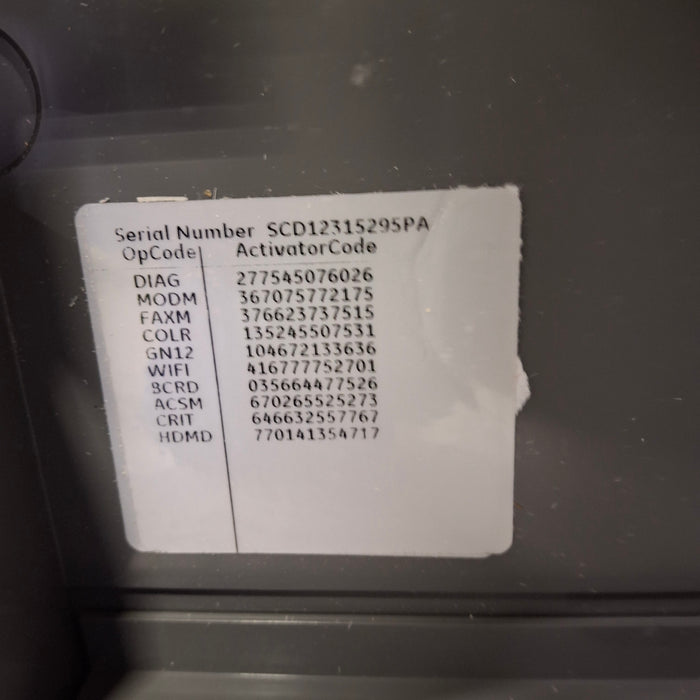 Serial Number SCD12315295PA
OpCode ActivatorCode
DIAG 277545076026
MODM 367075772175
FAXM 376623737515
COLR 135245507531
GN12 104672133636
WIFI 416777752701
BCRD 035664477526
ACSM 670265525273
CRIT 646632557767
HDMD 770141354717